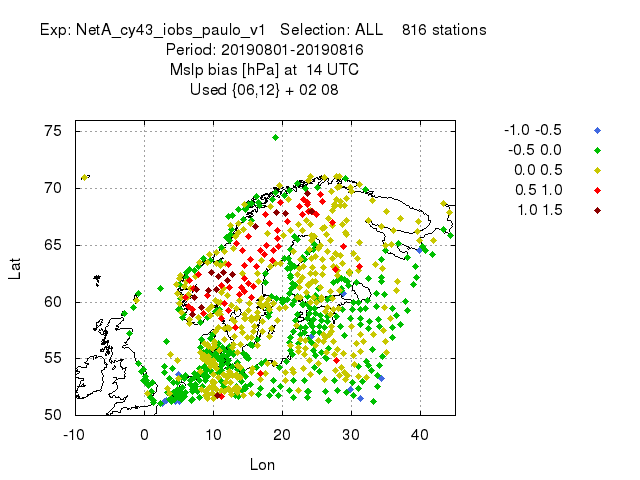 Exp: NetA_cy43_iobs_paulo_v1 Selection: ALL 816 stations
Period: 20190801-20190816
Mslp bias [hPa] at 14 UTC
Used {06,12} + 02 08
-1.0 -0.5
-0.5 0.0
0.0 0.5
0.5 1.0
1.0 1.5
75
70
65
60
55
50
Lat
-10 0 10 20 30 40
Lon